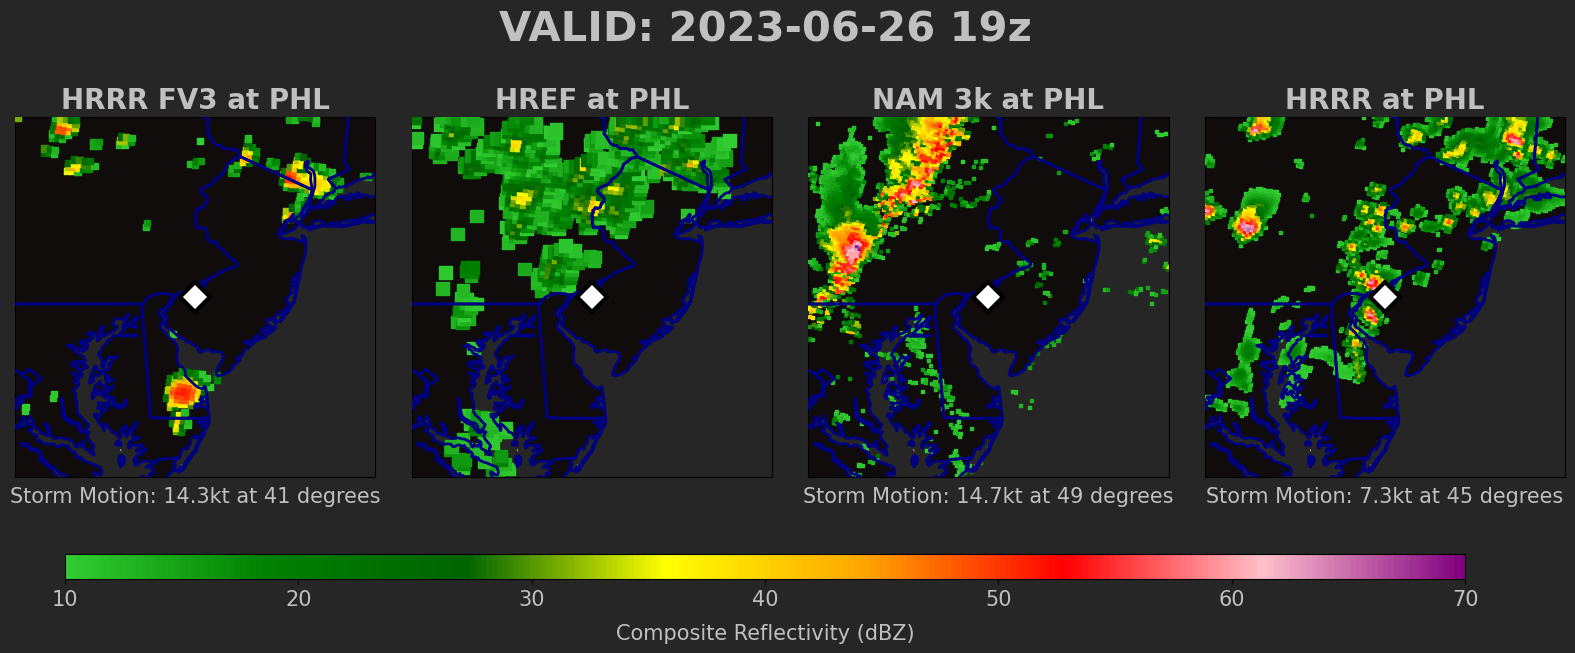 VALID: 2023-06-26 19z
HRRR FV3 at PHL
HREF at PHL
NAM 3k at PHL
HRRR at PHL
Storm Motion: 14.3kt at 41 degrees
Storm Motion: 14.7kt at 49 degrees
Storm Motion: 7.3kt at 45 degrees
10 20 30 40 50 60 70
Composite Reflectivity (dBZ)